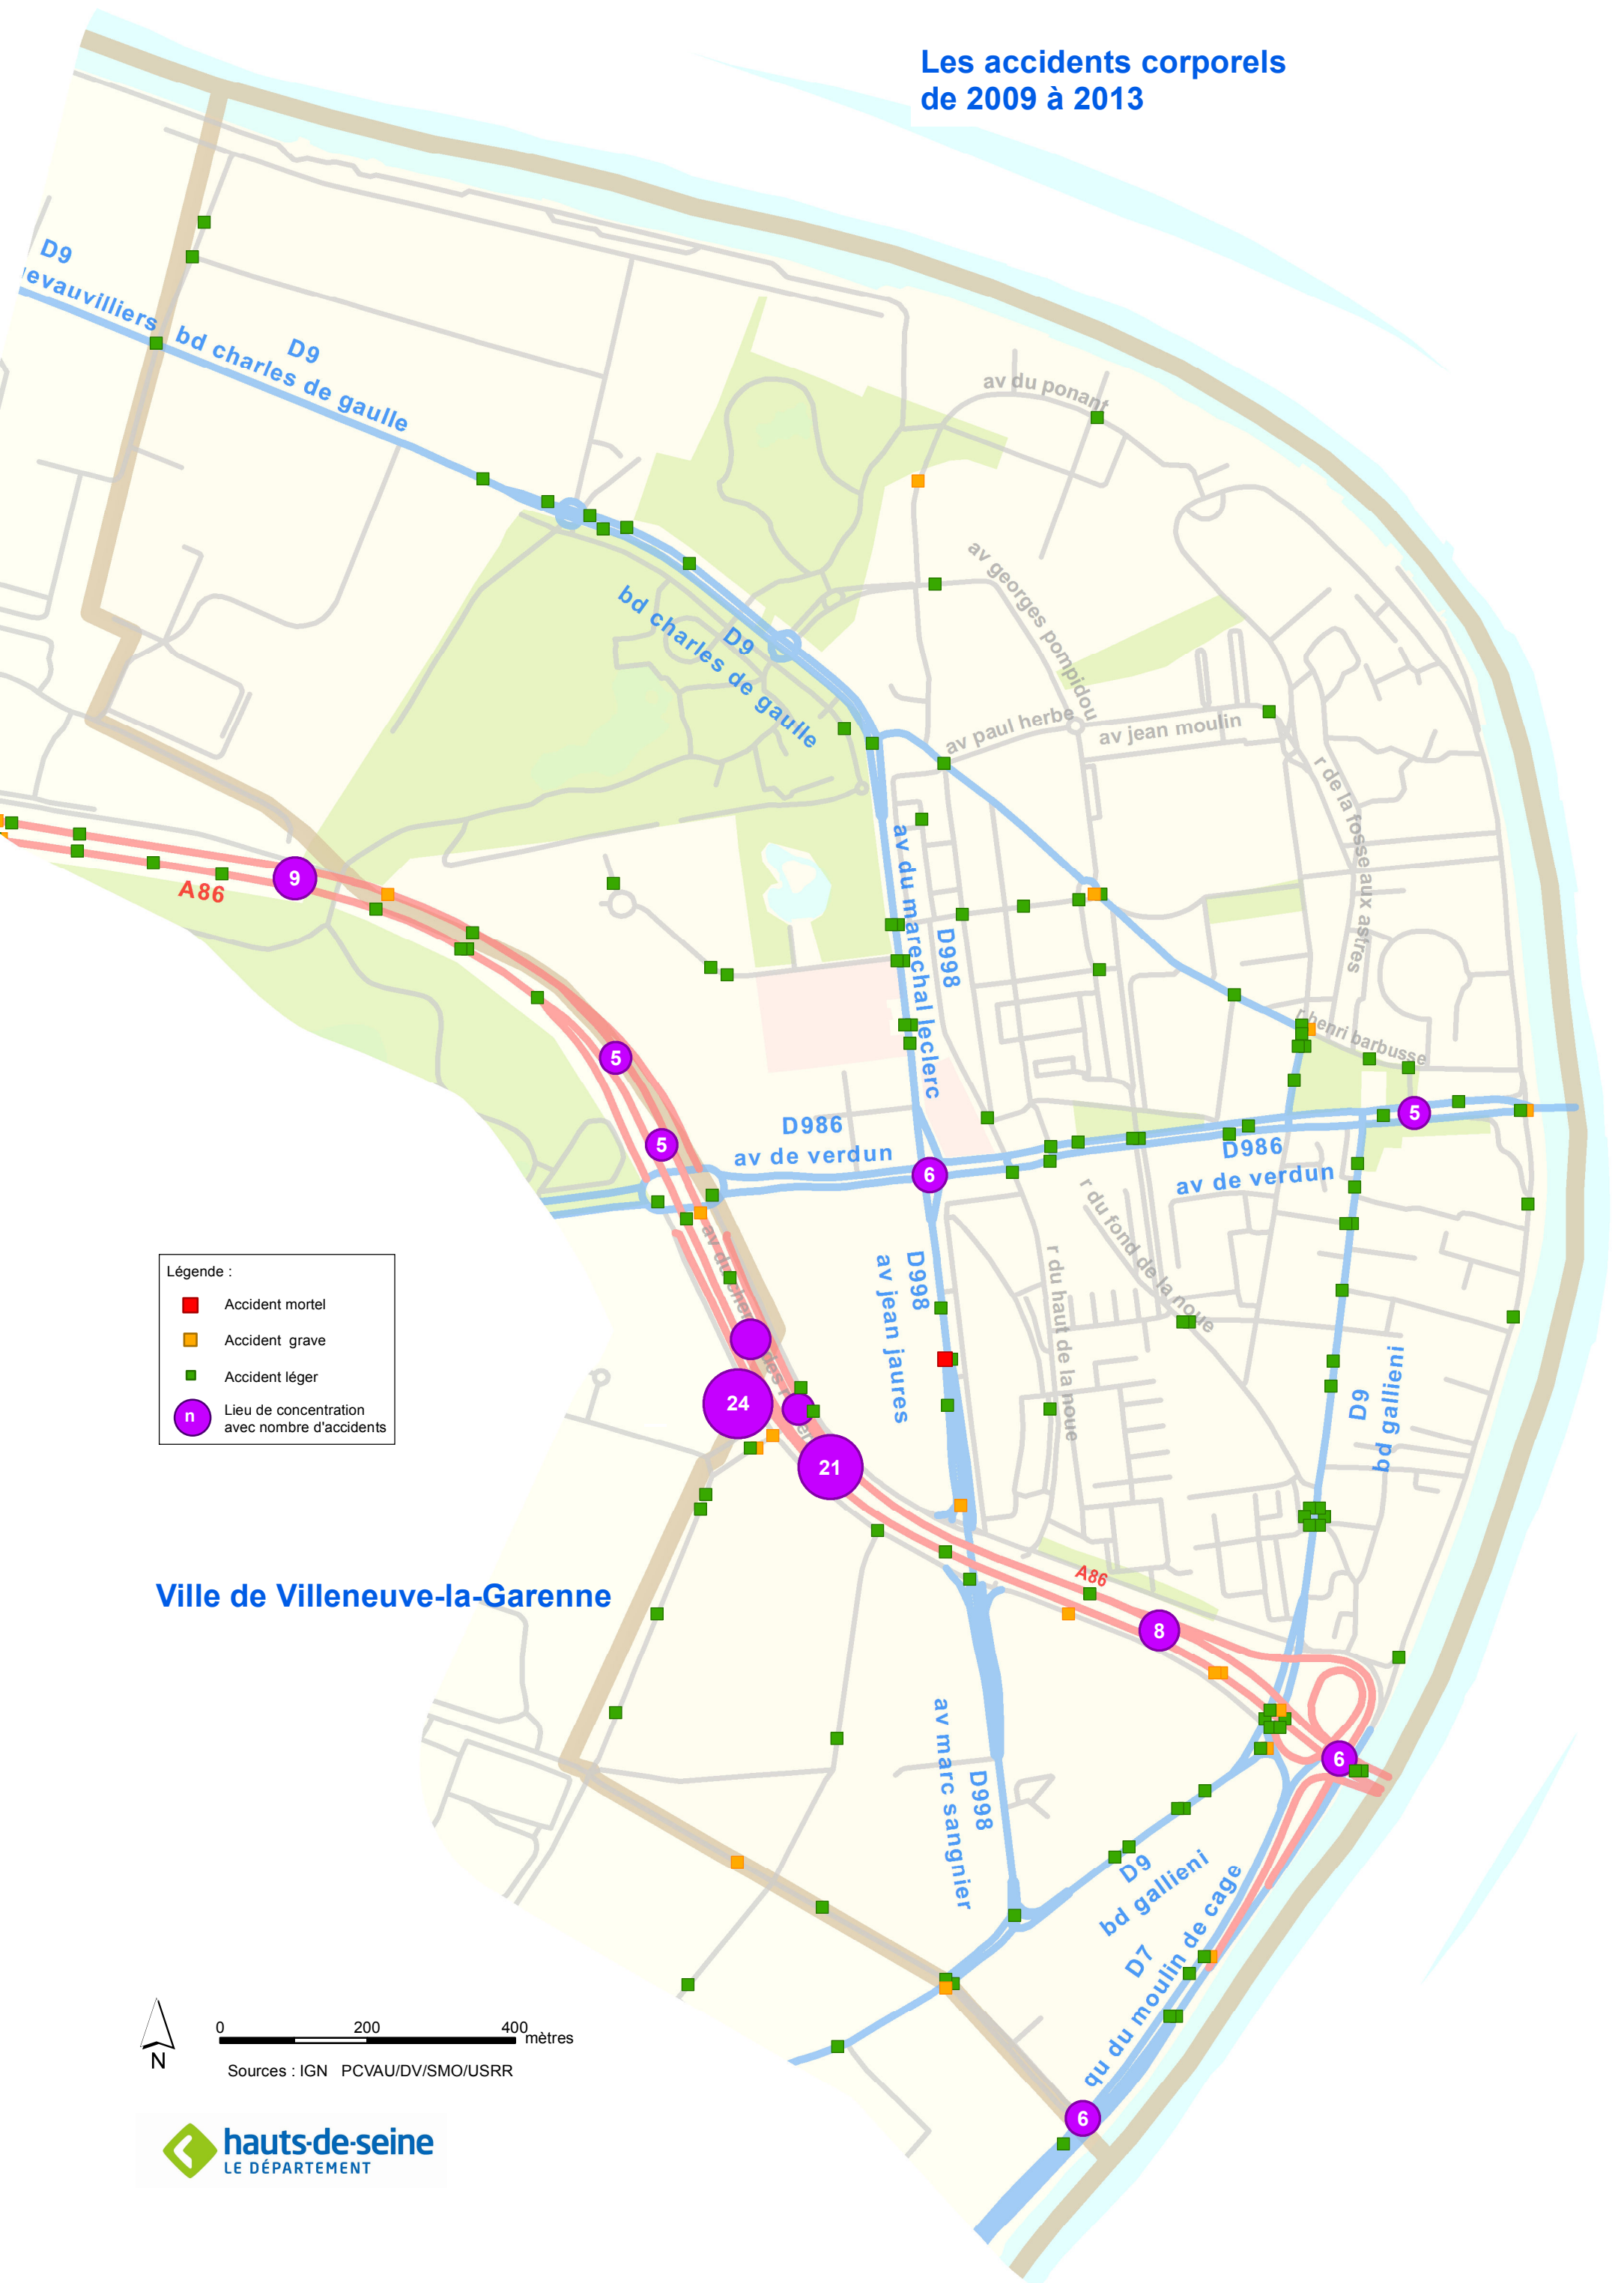 Les accidents corporels
de 2009 à 2013
D9
evauvilliers
D9
bd charles de gaulle
av du ponant
D9
bd charles de gaulle
av georges pompidou
av paul herbe
av jean moulin
r de la fosse aux astres
A86
9
av du marechal leclerc
D998
r henri barbusse
5
5
5
D986
av de verdun
6
D986
av de verdun
r du fond de la noue
r du haut de la noue
D998
av jean jaures
Légende :
Accident mortel
Accident grave
Accident léger
n
Lieu de concentration
avec nombre d'accidents
24
21
D9
bd gallieni
Ville de Villeneuve-la-Garenne
A86
8
6
av marc sangnier
D998
D9
bd gallieni
D7
qu du moulin de cage
6
0 200 400
mètres
N
Sources : IGN PCVAU/DV/SMO/USRR
hauts-de-seine
LE DÉPARTEMENT